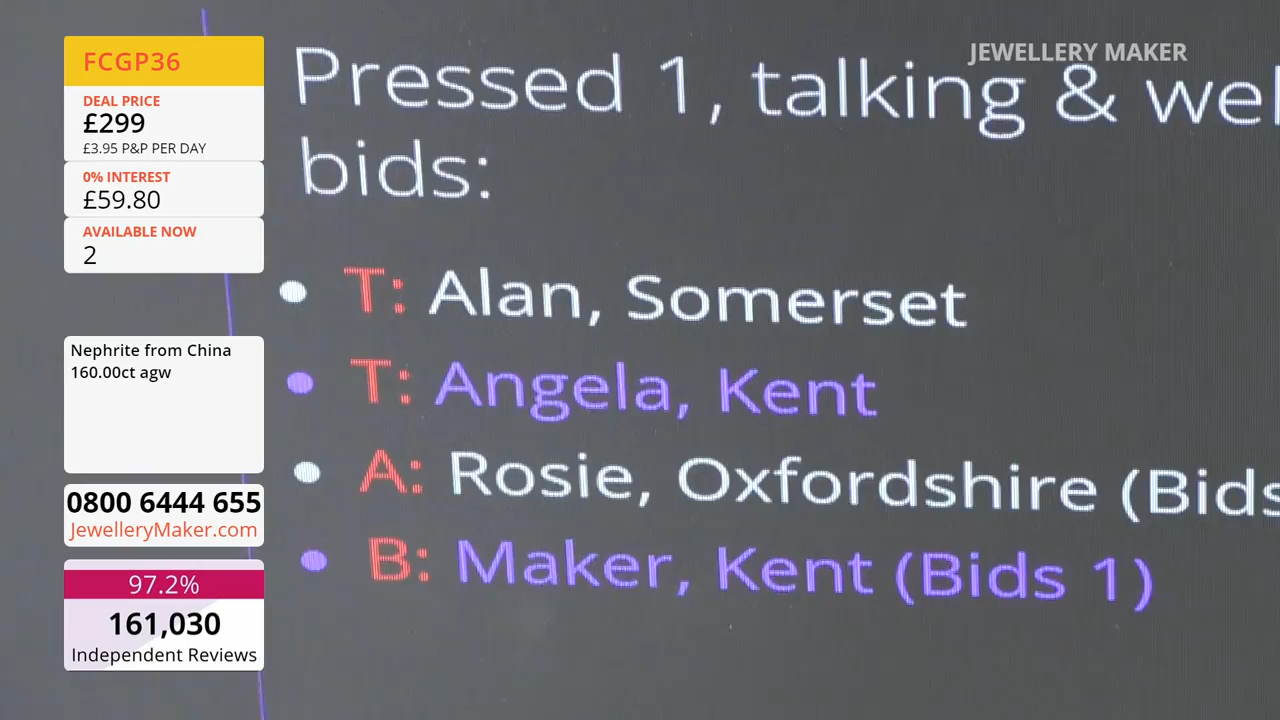 FCGP36
DEAL PRICE
£299
£3.95 P&P PER DAY
0% INTEREST
£59.80
AVAILABLE NOW
2
Nephrite from China
160.00ct agw
0800 6444 655
JewelleryMaker.com
97.2%
161,030
Independent Reviews
JEWELLERY MAKER
Pressed 1, talking & wel
bids:
• T: Alan, Somerset
• T: Angela, Kent
• A: Rosie, Oxfordshire (Bids
• B: Maker, Kent (Bids 1)